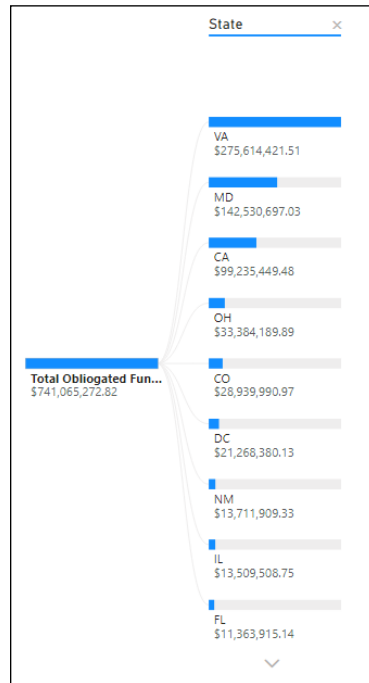 State
VA
$275,614,421.51
MD
$142,530,697.03
CA
$99,235,449.48
OH
$33,384,189.89
Total Obliogated Fun...
$741,065,272.82
CO
$28,939,990.97
DC
$21,268,380.13
NM
$13,711,909.33
IL
$13,509,508.75
FL
$11,363,915.14